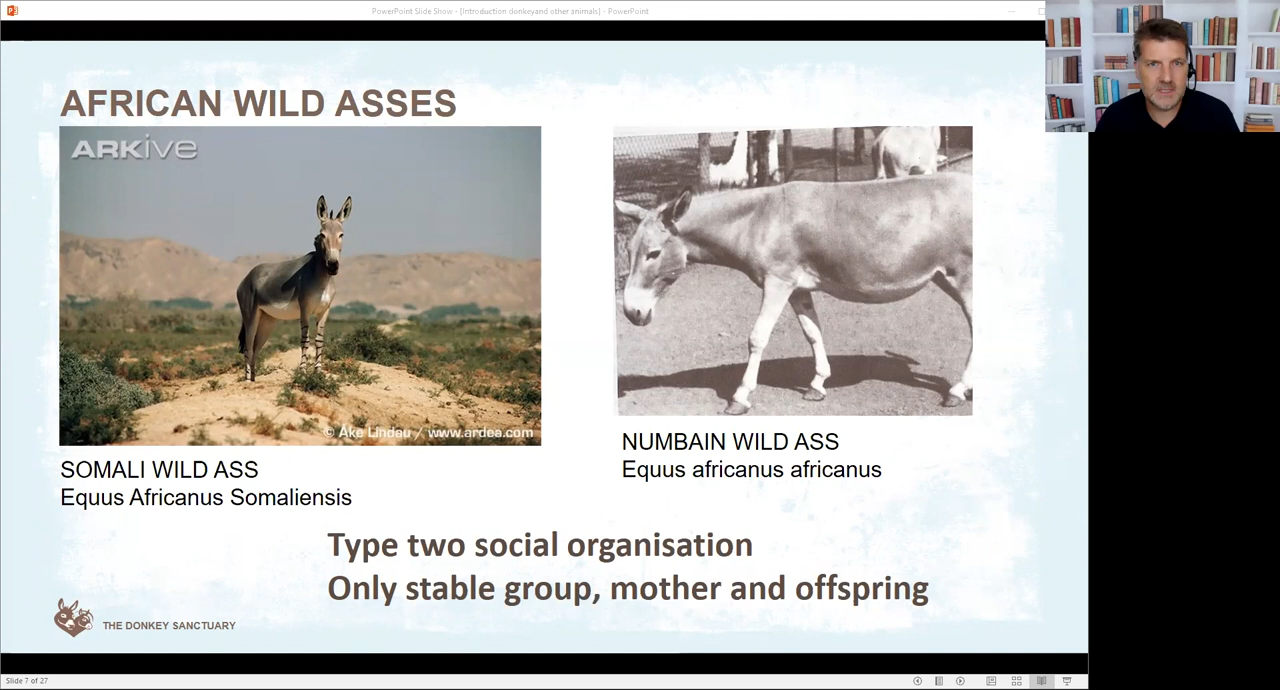 PowerPoint Slide Show - [Introduction donkeyand other animals] - PowerPoint
AFRICAN WILD ASSES
ARKive
© Åke Lindau / www.ardea.com
SOMALI WILD ASS
Equus Africanus Somaliensis
NUMBAIN WILD ASS
Equus africanus africanus
Type two social organisation
Only stable group, mother and offspring
THE DONKEY SANCTUARY
Slide 7 of 27